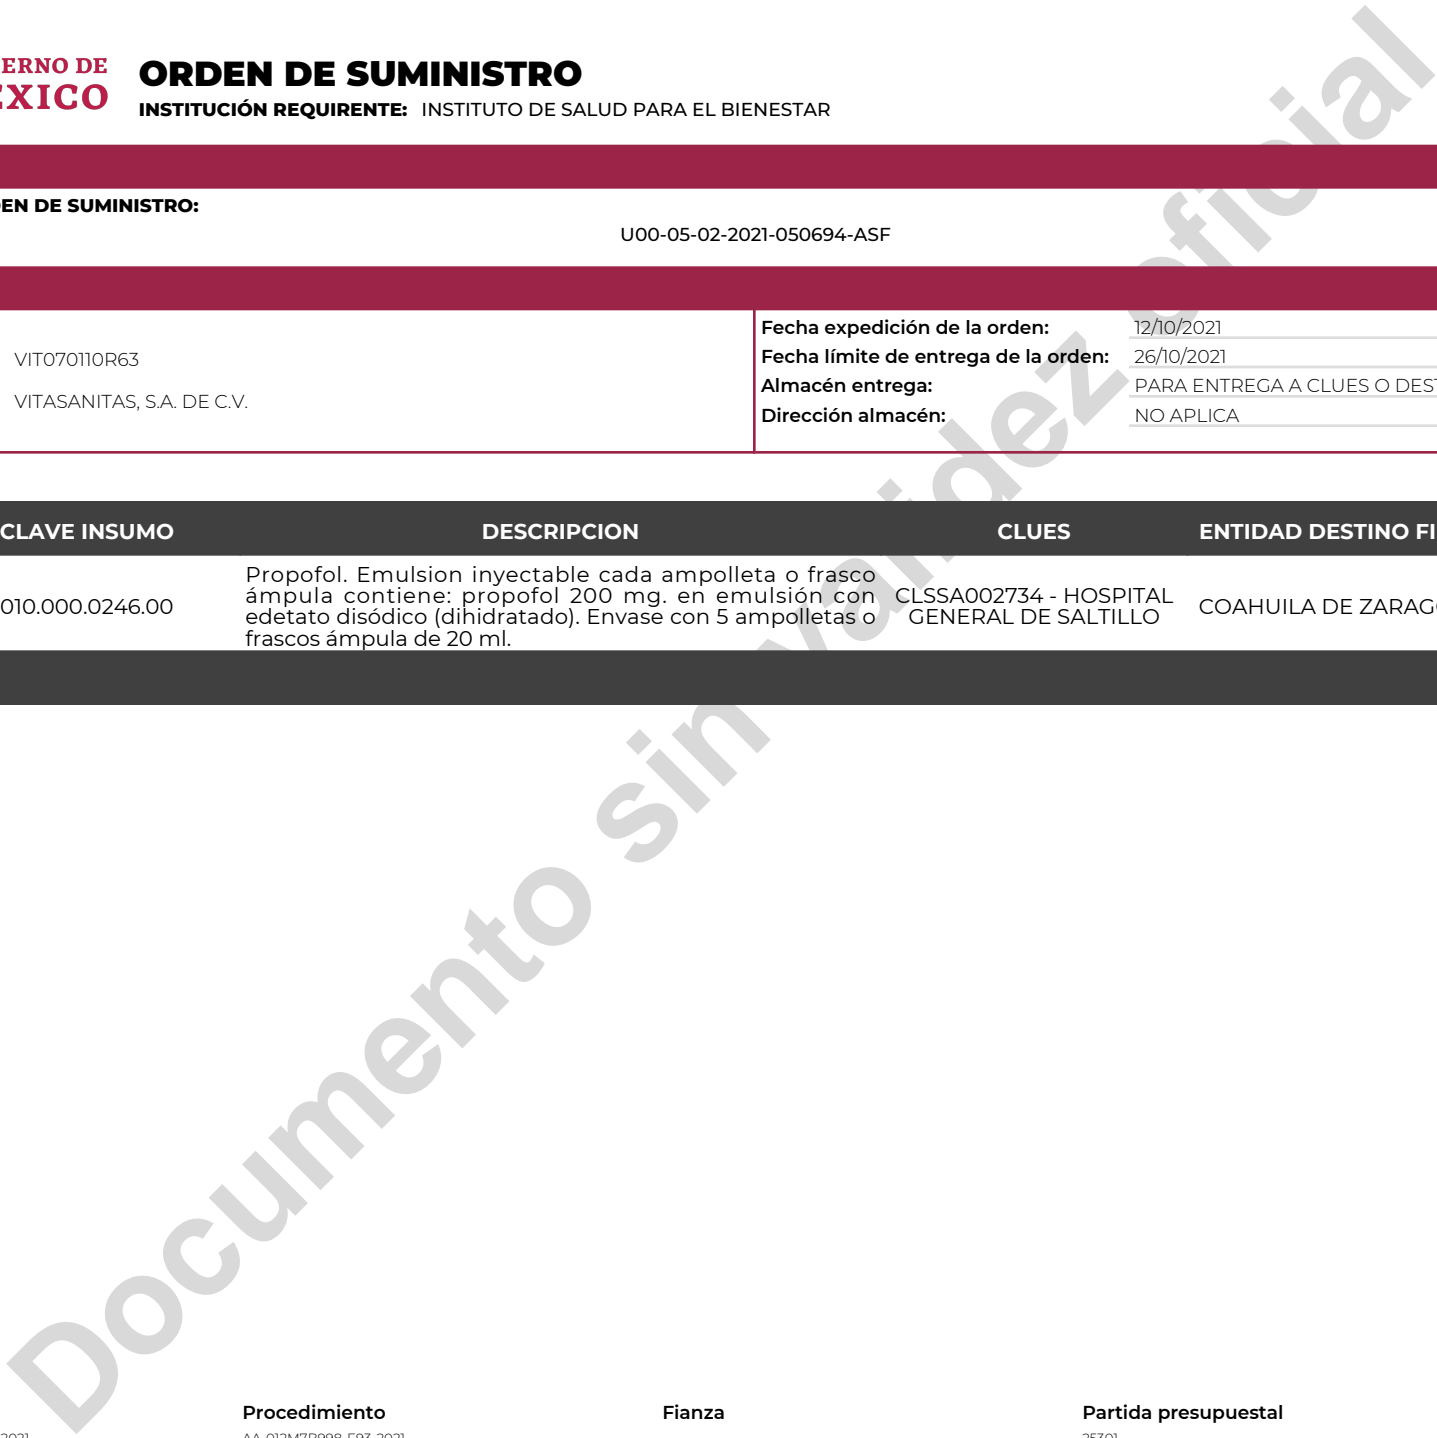 ERNO DE
EXICO
ORDEN DE SUMINISTRO
INSTITUCIÓN REQUIRENTE: INSTITUTO DE SALUD PARA EL BIENESTAR
EN DE SUMINISTRO:
U00-05-02-2021-050694-ASF
VIT070110R63
VITASANITAS, S.A. DE C.V.
Fecha expedición de la orden: 12/10/2021
Fecha límite de entrega de la orden: 26/10/2021
Almacén entrega: PARA ENTREGA A CLUES O DEST
Dirección almacén: NO APLICA
CLAVE INSUMO DESCRIPCION CLUES ENTIDAD DESTINO FI
010.000.0246.00
Propofol. Emulsion inyectable cada ampolleta o frasco
ámpula contiene: propofol 200 mg. en emulsión con
edetato disódico (dihidratado). Envase con 5 ampolletas o
frascos ámpula de 20 ml.
CLSSA002734 - HOSPITAL
GENERAL DE SALTILLO
COAHUILA DE ZARAG
Documento sin validez oficial
Procedimiento Fianza Partida presupuestal